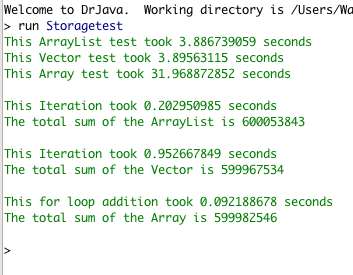 Welcome to DrJava.  Working directory is /Users/Wa
> run Storagetest
This ArrayList test took 3.886739059 seconds
This Vector test took 3.89563115 seconds
This Array test took 31.968872852 seconds
This Iteration took 0.202950985 seconds
The total sum of the ArrayList is 600053843
This Iteration took 0.952667849 seconds
The total sum of the Vector is 599967534
This for loop addition took 0.092188678 seconds
The total sum of the Array is 599982546
>